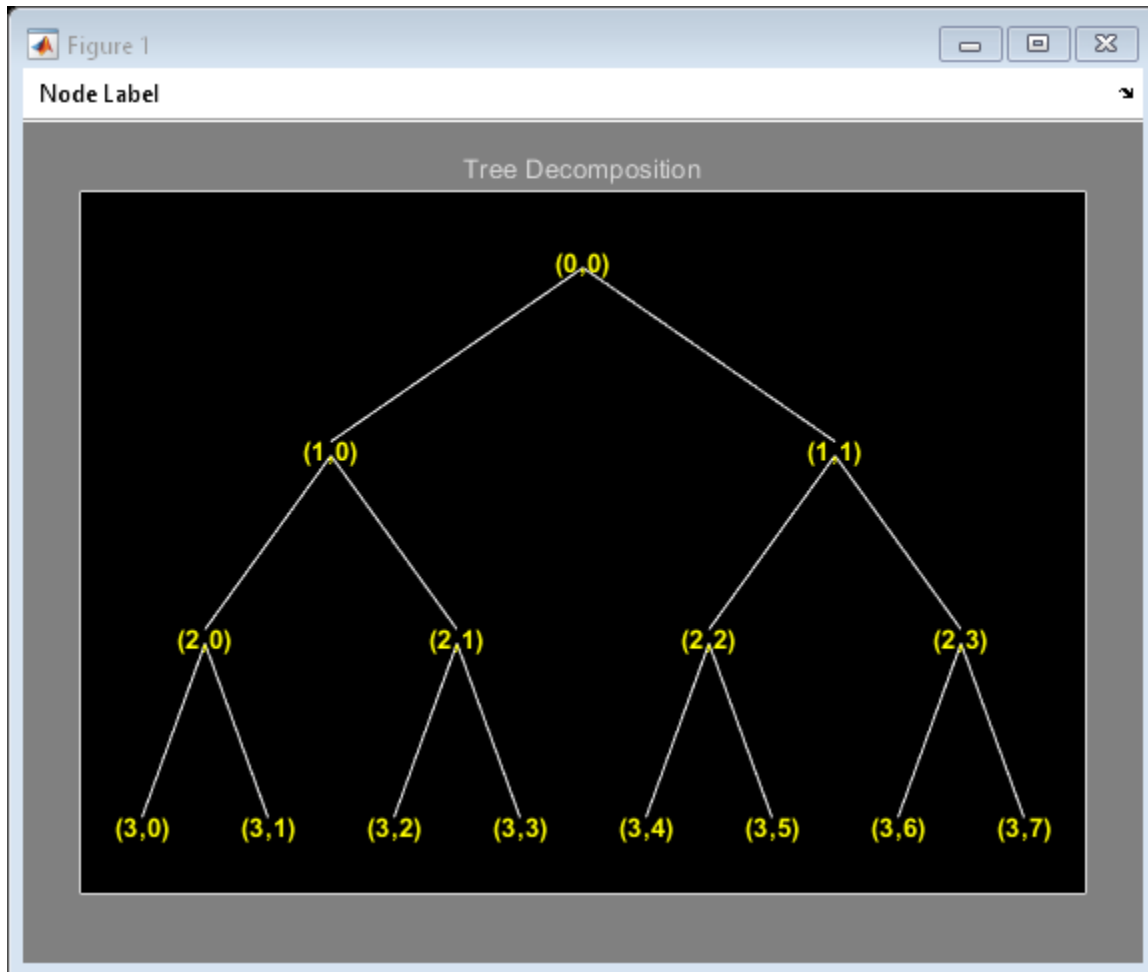 Figure 1
Node Label
Tree Decomposition
(0,0)
(1,0) (1,1)
(2,0) (2,1) (2,2) (2,3)
(3,0) (3,1) (3,2) (3,3) (3,4) (3,5) (3,6) (3,7)